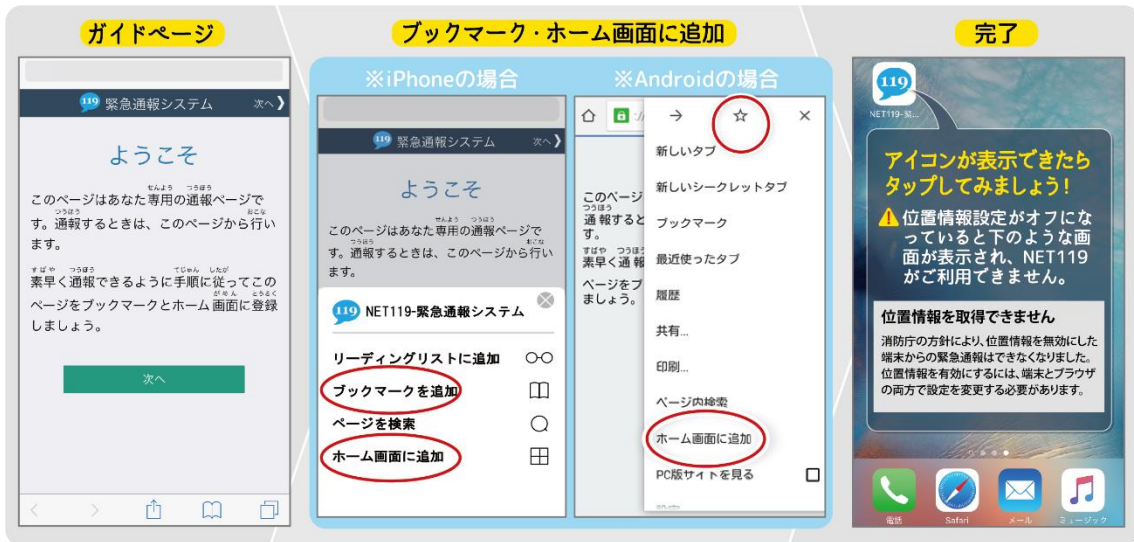 ガイドページ
119 緊急通報システム 次へ ❯
ようこそ
せんよう つうほう
このページはあなた専用の通報ページで
つうほう おこな
す。通報するときは、このページから行い
ます。
すばや つうほう てじゅん したが
素早く通報できるように手順に従ってこの
がめん とうろく
ページをブックマークとホーム画面に登録
しましょう。
次へ
ブックマーク・ホーム画面に追加
※iPhoneの場合
119 緊急通報システム 次へ ❯
ようこそ
せんよう つうほう
このページはあなた専用の通報ページで
つうほう おこな
す。通報するときは、このページから行い
ます。
119 NET119-緊急通報システム
リーディングリストに追加
ブックマークを追加
ページを検索
ホーム画面に追加
※Androidの場合
このページ
つうほう
通報すると
す。
すばや つうほう
素早く通報
ページをブ
ましょう。
新しいタブ
新しいシークレットタブ
ブックマーク
最近使ったタブ
履歴
共有...
印刷...
ページ内検索
ホーム画面に追加
PC版サイトを見る
完了
119
NET119-緊...
アイコンが表示できたら
タップしてみましょう!
位置情報設定がオフにな
っていると下のような画
面が表示され、NET119
がご利用できません。
位置情報を取得できません
消防庁の方針により、位置情報を無効にした
端末からの緊急通報はできなくなりました。
位置情報を有効にするには、端末とブラウザ
の両方で設定を変更する必要があります。
電話 Safari メール ミュージック